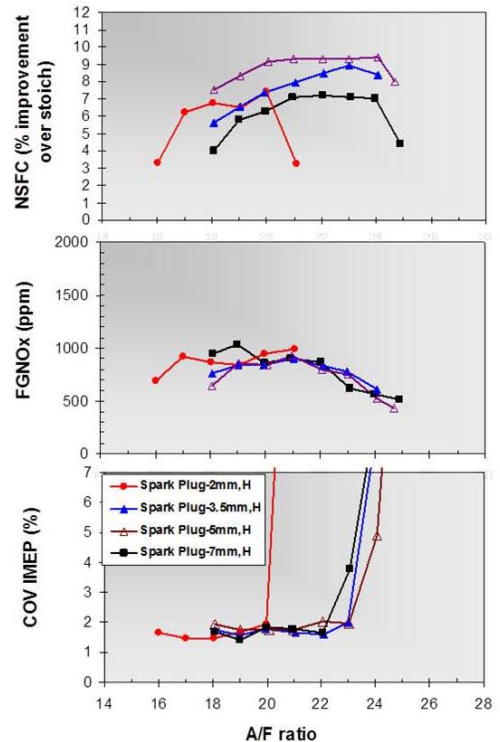 NSFC (% improvement
over stoich)
12
11
10
9
8
7
6
5
4
3
2
1
0
FGNOx (ppm)
2000
1500
1000
500
0
COV IMEP (%)
7
6
5
4
3
2
1
0
Spark Plug-2mm,H
Spark Plug-3.5mm,H
Spark Plug-5mm,H
Spark Plug-7mm,H
14 16 18 20 22 24 26 28
A/F ratio